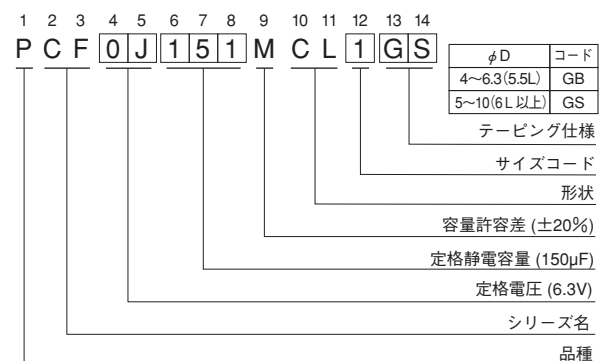 1 2 3 4 5 6 7 8 9 10 11 12 13 14
P C F 0 J 1 5 1 M C L 1 G S
φD コード
4〜6.3(5.5L) GB
5〜10(6L以上) GS
テーピング仕様
サイズコード
形状
容量許容差 (±20%)
定格静電容量 (150μF)
定格電圧 (6.3V)
シリーズ名
品種